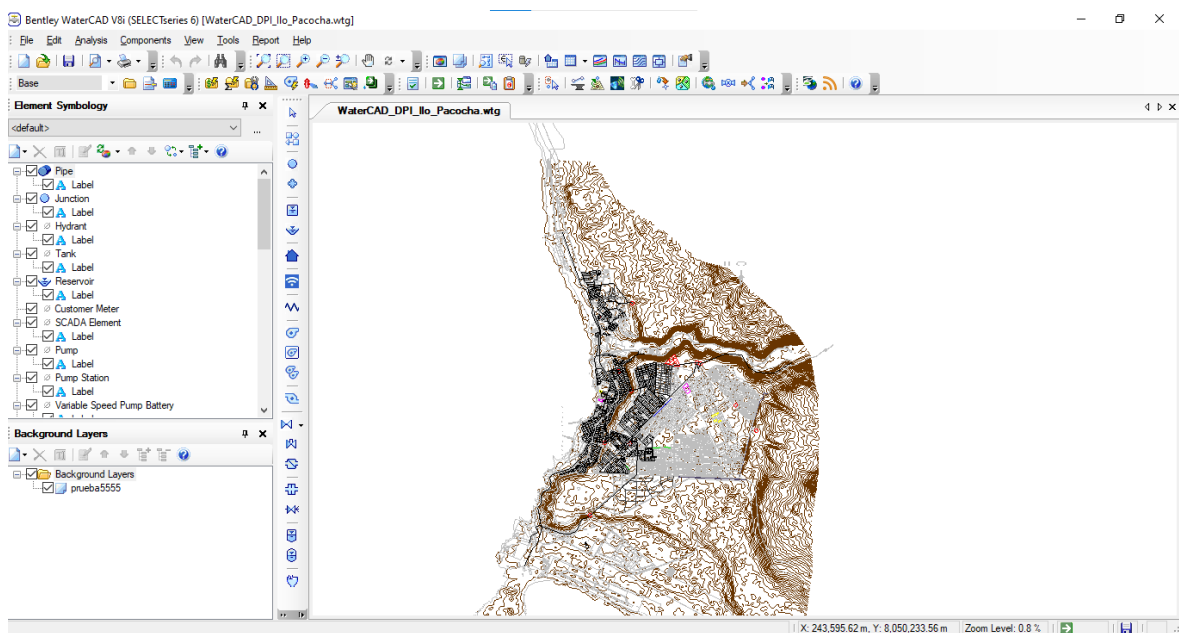 Bentley WaterCAD V8i (SELECTseries 6) [WaterCAD_DPI_Ilo_Pacocha.wtg]
File Edit Analysis Components View Tools Report Help
Base
Element Symbology
<default>
...
Pipe
Label
Junction
Label
Hydrant
Label
Tank
Label
Reservoir
Label
Customer Meter
SCADA Element
Label
Pump
Label
Pump Station
Label
Variable Speed Pump Battery
Background Layers
Background Layers
prueba5555
WaterCAD_DPI_Ilo_Pacocha.wtg
ILO
X: 243,595.62 m, Y: 8,050,233.56 m Zoom Level: 0.8 %